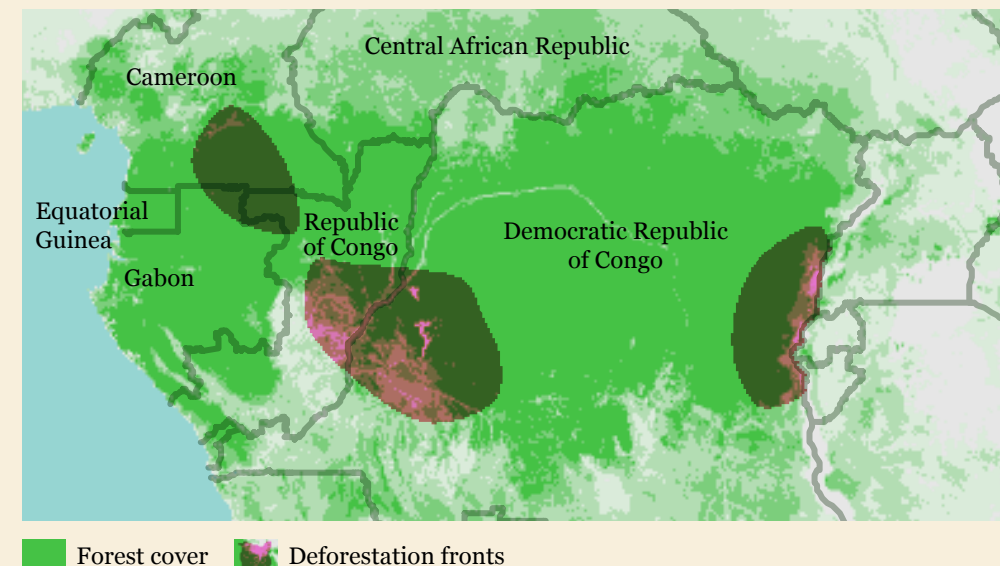 Central African Republic
Cameroon
Equatorial
Guinea
Republic
of Congo
Democratic Republic
of Congo
Gabon
Forest cover
Deforestation fronts